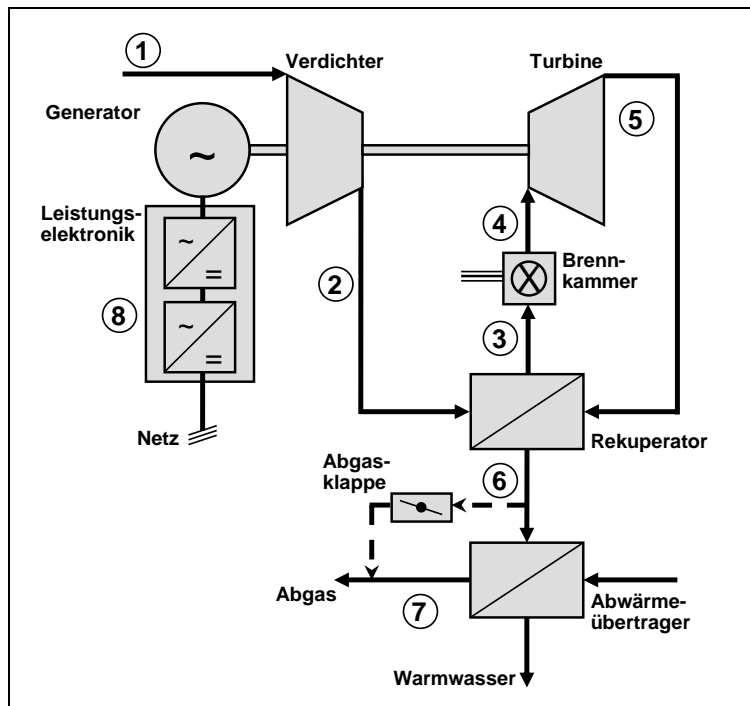 1
Verdichter
Turbine
Generator
5
~
Leistungs-
elektronik
4
~
=
2
Brenn-
kammer
8
~
=
3
Netz
Rekuperator
Abgas-
klappe
6
Abgas
7
Abwärme-
übertrager
Warmwasser